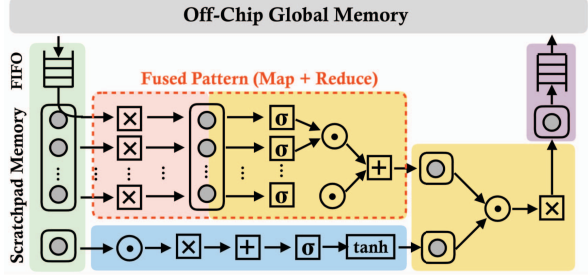 Off-Chip Global Memory
FIFO
Scratchpad Memory
Fused Pattern (Map + Reduce)
× σ
× σ
× σ
+
× + σ tanh
×